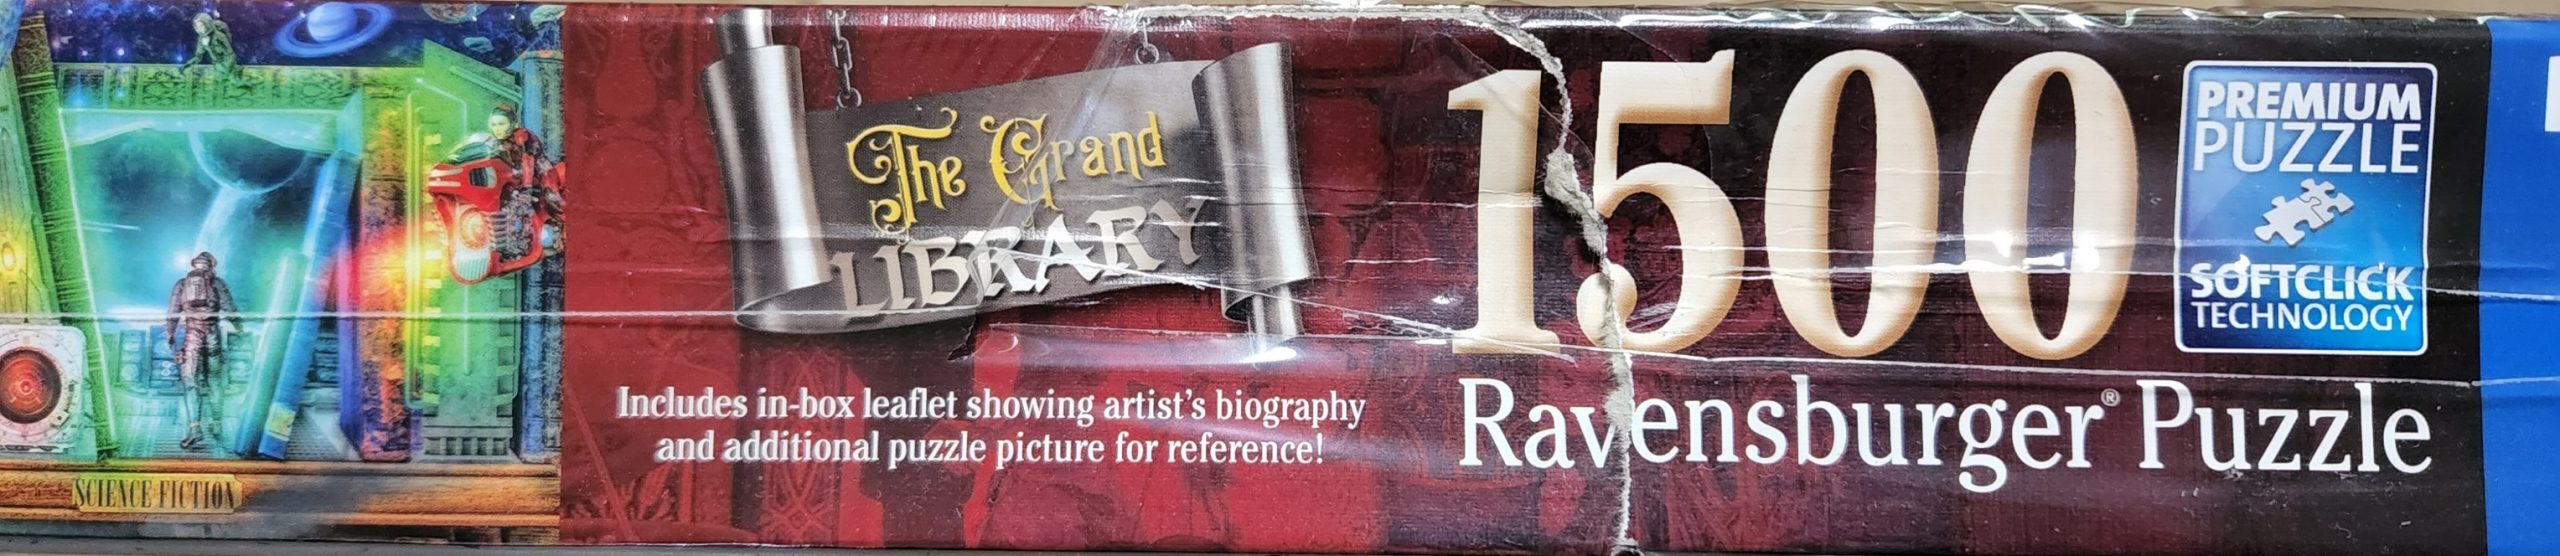 SCIENCE FICTION
The Grand
LIBRARY
Includes in-box leaflet showing artist's biography
and additional puzzle picture for reference!
1500
Ravensburger® Puzzle
PREMIUM
PUZZLE
SOFTCLICK
TECHNOLOGY